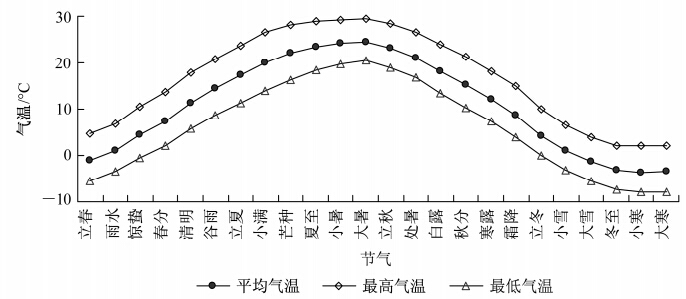 30
20
10
0
−10
气温/°C
立春 雨水 惊蛰 春分 清明 谷雨 立夏 小满 芒种 夏至 小暑 大暑 立秋 处暑 白露 秋分 寒露 霜降 立冬 小雪 大雪 冬至 小寒 大寒
节气
平均气温 最高气温 最低气温